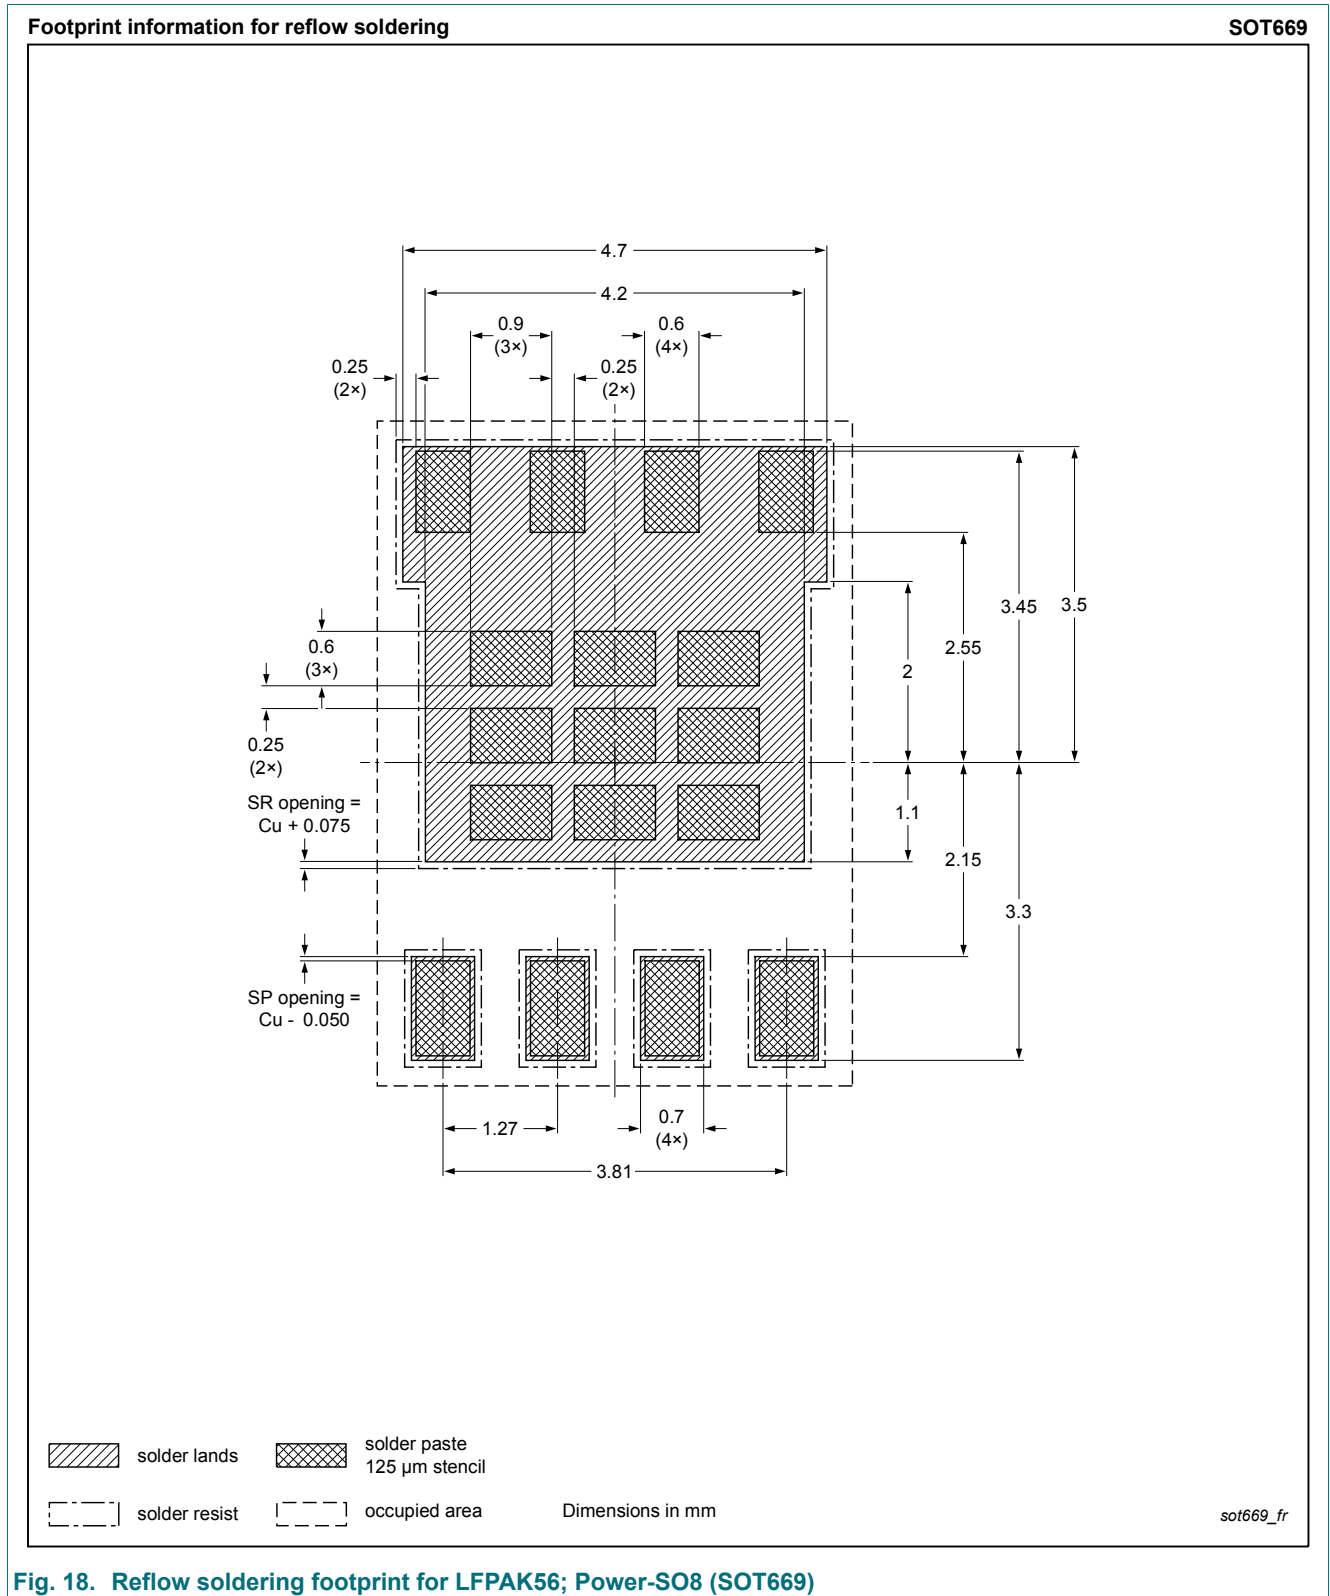 Footprint information for reflow soldering
SOT669
4.7
4.2
0.9
(3×)
0.6
(4×)
0.25
(2×)
0.25
(2×)
3.45
3.5
2.55
2
0.6
(3×)
0.25
(2×)
SR opening =
Cu + 0.075
1.1
2.15
3.3
SP opening =
Cu - 0.050
1.27
0.7
(4×)
3.81
solder lands
solder paste
125 µm stencil
solder resist
occupied area
Dimensions in mm
sot669_fr
Fig. 18. Reflow soldering footprint for LFPAK56; Power-SO8 (SOT669)